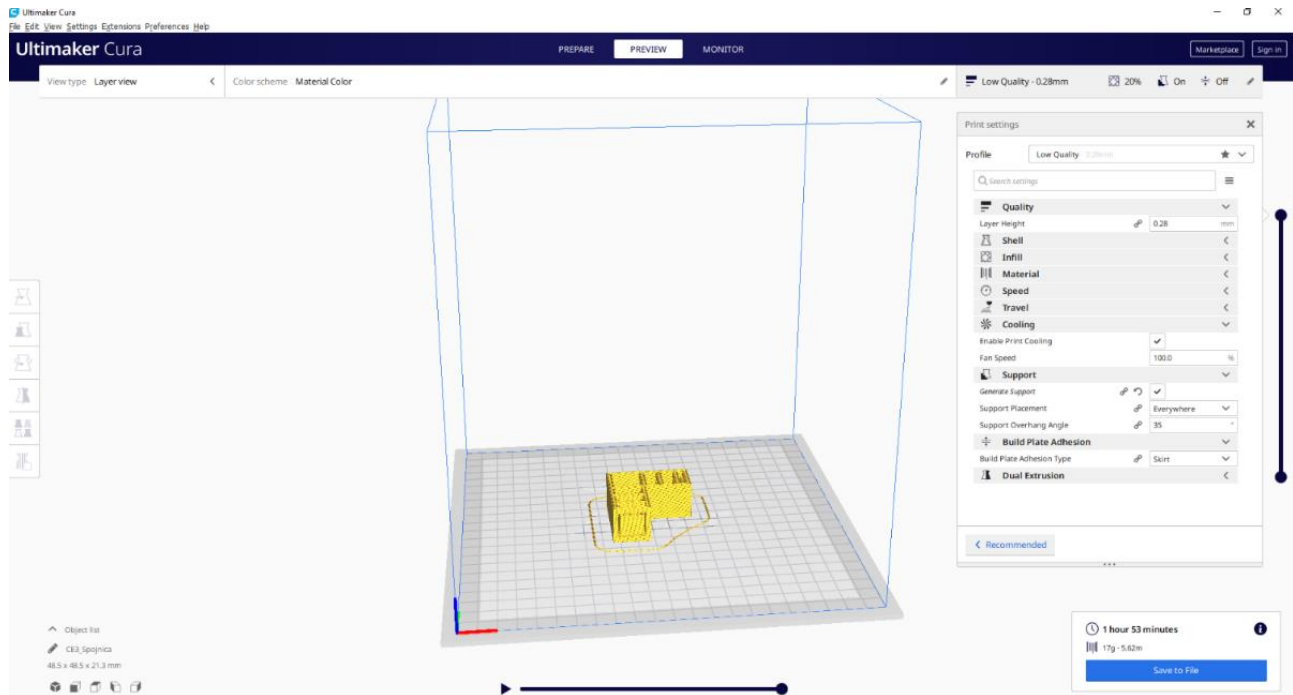 Ultimaker Cura
File Edit View Settings Extensions Preferences Help
Ultimaker Cura PREPARE PREVIEW MONITOR Marketplace Sign in
View type Layer view Color scheme Material Color Low Quality - 0.28mm 20% On Off
Print settings
Profile Low Quality 0.28mm
Search settings
Quality
Layer Height 0.28 mm
Shell
Infill
Material
Speed
Travel
Cooling
Enable Print Cooling
Fan Speed 100.0 %
Support
Generate Support
Support Placement Everywhere
Support Overhang Angle 35 °
Build Plate Adhesion
Build Plate Adhesion Type Skirt
Dual Extrusion
Recommended
Object list
CE3_Spojnica
48.5 x 48.5 x 21.3 mm
1 hour 53 minutes
17g - 5.62m
Save to File